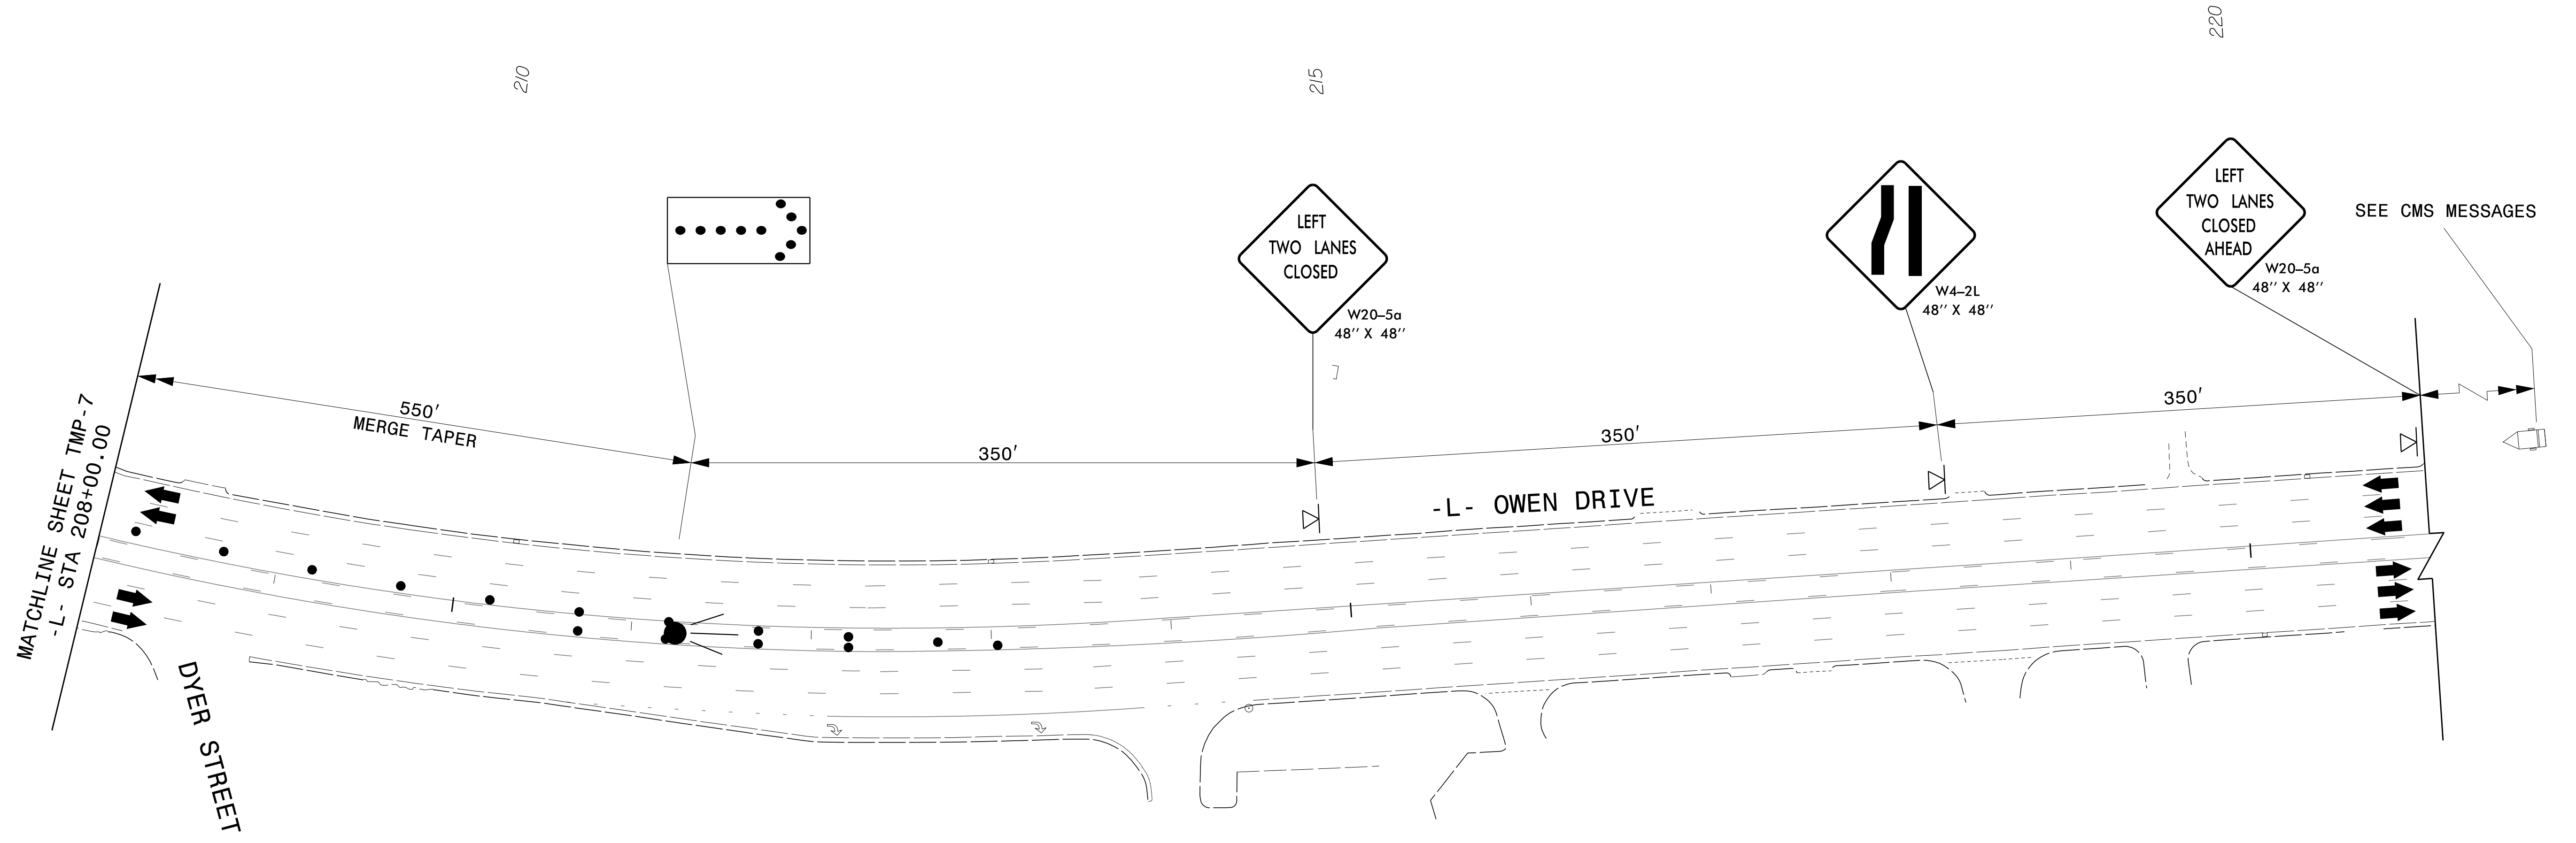 210
215
220
LEFT
TWO LANES
CLOSED
W20-5a
48'' X 48''
W4-2L
48'' X 48''
LEFT
TWO LANES
CLOSED
AHEAD
W20-5a
48'' X 48''
SEE CMS MESSAGES
550'
MERGE TAPER
350'
350'
350'
MATCHLINE SHEET TMP-7
-L- STA 208+00.00
-L- OWEN DRIVE
DYER STREET